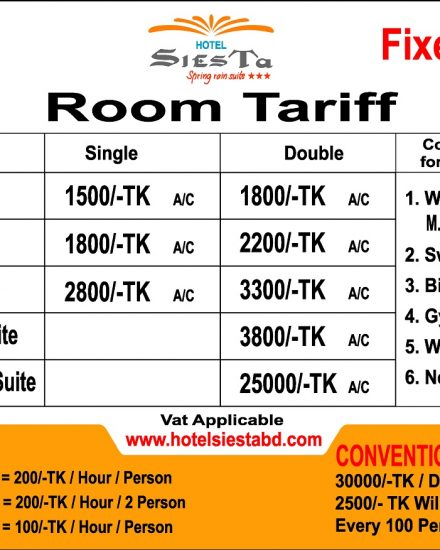 HOTEL
SIESTa
Spring rain suite ★★★
Fixe
Room Tariff
Single Double Co
for
1500/-TK A/C 1800/-TK A/C 1. W
M.
1800/-TK A/C 2200/-TK A/C 2. Sw
2800/-TK A/C 3300/-TK A/C 3. Bi
ite 3800/-TK A/C 4. Gy
5. W
Suite 25000/-TK A/C 6. Ne
Vat Applicable
www.hotelsiestabd.com
= 200/-TK / Hour / Person
= 200/-TK / Hour / 2 Person
= 100/-TK / Hour / Person
CONVENTIO
30000/-TK / D
2500/- TK Wil
Every 100 Per